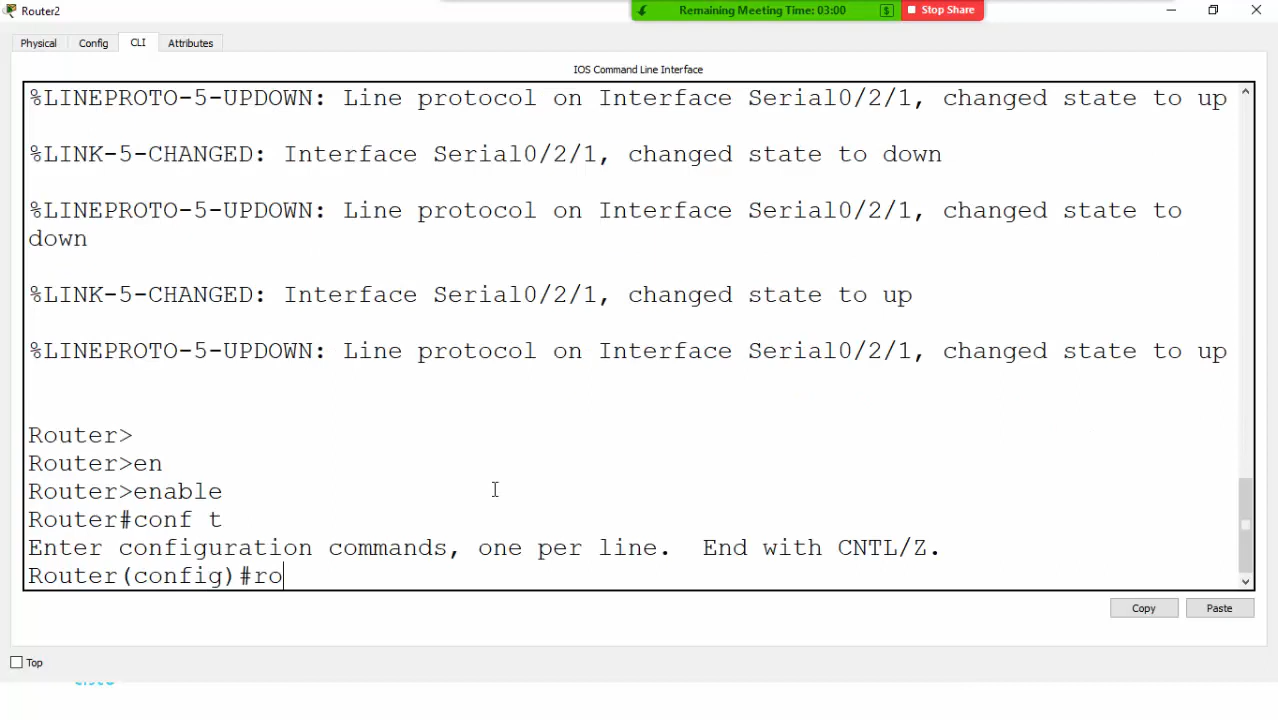 Router2
Remaining Meeting Time: 03:00
$
Stop Share
Physical
Config
CLI
Attributes
IOS Command Line Interface
%LINEPROTO-5-UPDOWN: Line protocol on Interface Serial0/2/1, changed state to up
%LINK-5-CHANGED: Interface Serial0/2/1, changed state to down
%LINEPROTO-5-UPDOWN: Line protocol on Interface Serial0/2/1, changed state to
down
%LINK-5-CHANGED: Interface Serial0/2/1, changed state to up
%LINEPROTO-5-UPDOWN: Line protocol on Interface Serial0/2/1, changed state to up
Router>
Router>en
Router>enable
Router#conf t
Enter configuration commands, one per line.  End with CNTL/Z.
Router(config)#ro
Copy
Paste
Top